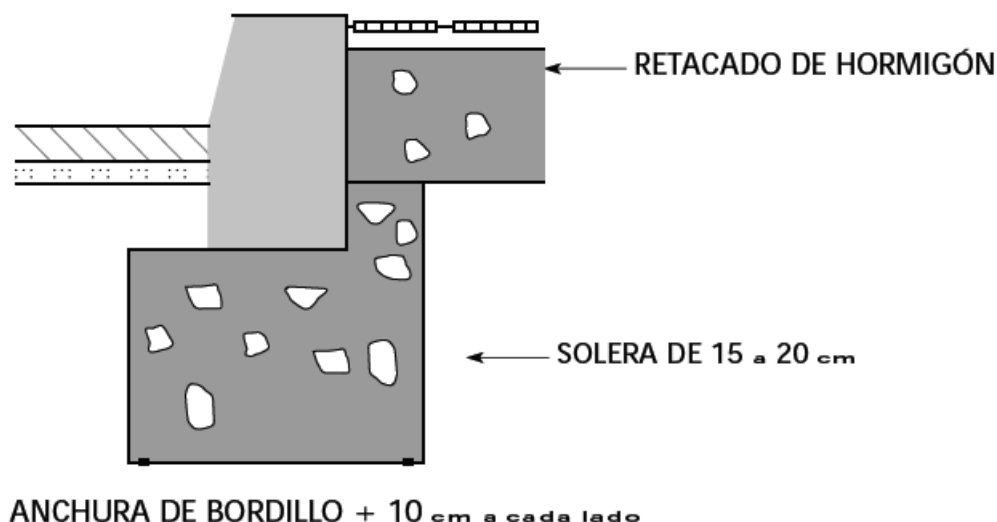 RETACADO DE HORMIGÓN
SOLERA DE 15 a 20 cm
ANCHURA DE BORDILLO + 10 cm a cada lado